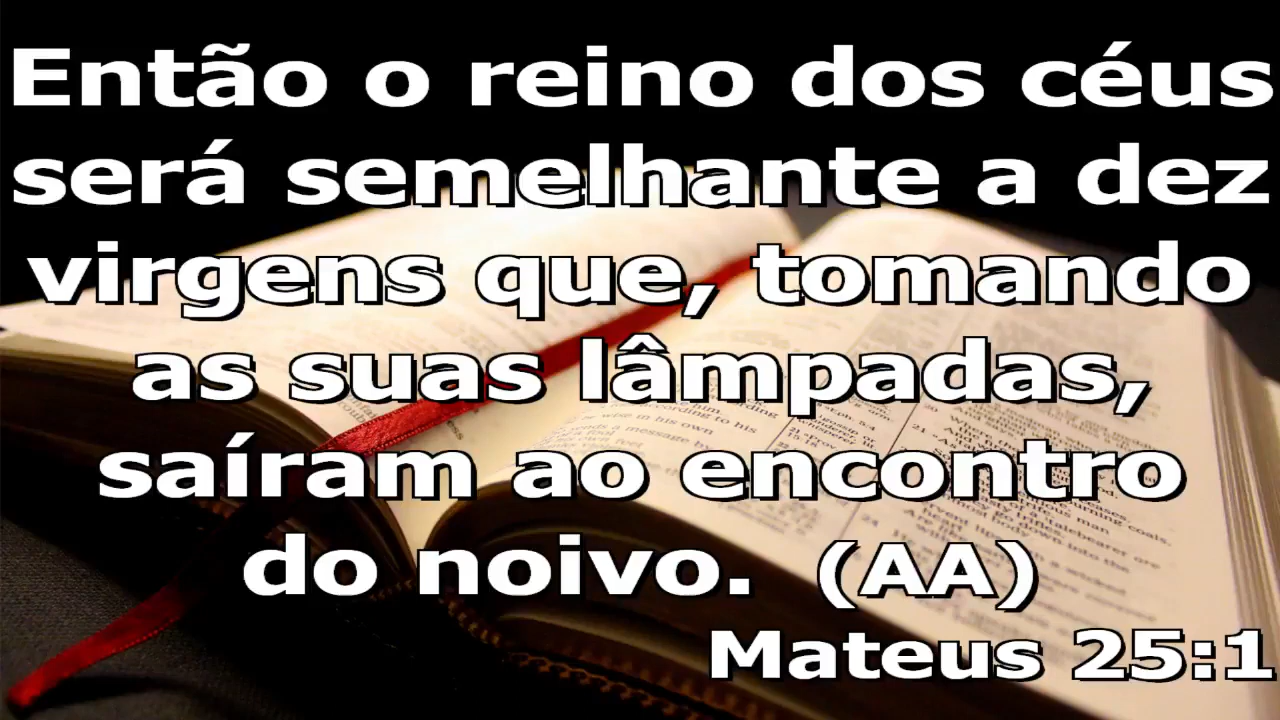 Então o reino dos céus
será semelhante a dez
virgens que, tomando
as suas lâmpadas,
saíram ao encontro
do noivo. (AA)
Mateus 25:1